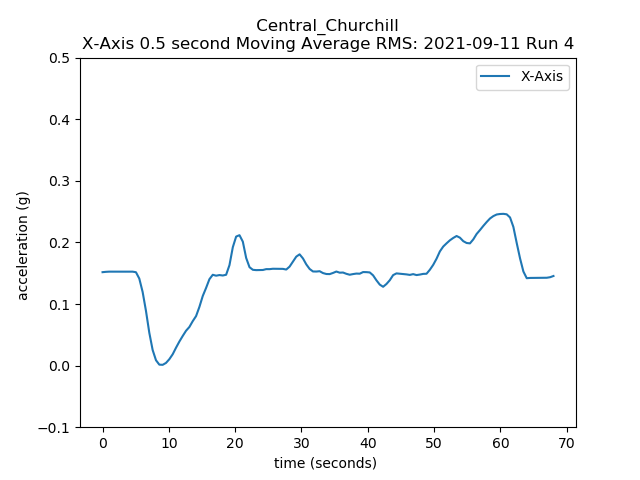 Central_Churchill
X-Axis 0.5 second Moving Average RMS: 2021-09-11 Run 4
X-Axis
0.5
0.4
0.3
0.2
0.1
0.0
−0.1
acceleration (g)
0 10 20 30 40 50 60 70
time (seconds)